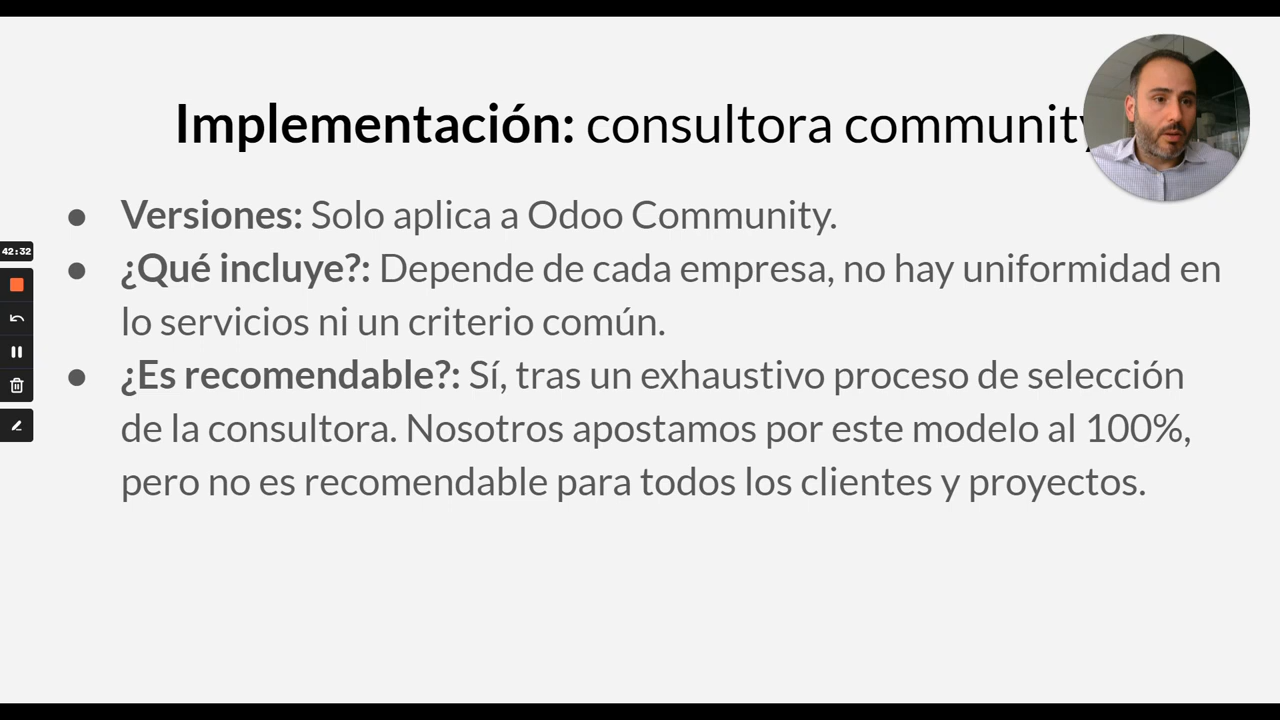 Implementación: consultora community
● Versiones: Solo aplica a Odoo Community.
42:32
● ¿Qué incluye?: Depende de cada empresa, no hay uniformidad en
lo servicios ni un criterio común.
● ¿Es recomendable?: Sí, tras un exhaustivo proceso de selección
de la consultora. Nosotros apostamos por este modelo al 100%,
pero no es recomendable para todos los clientes y proyectos.